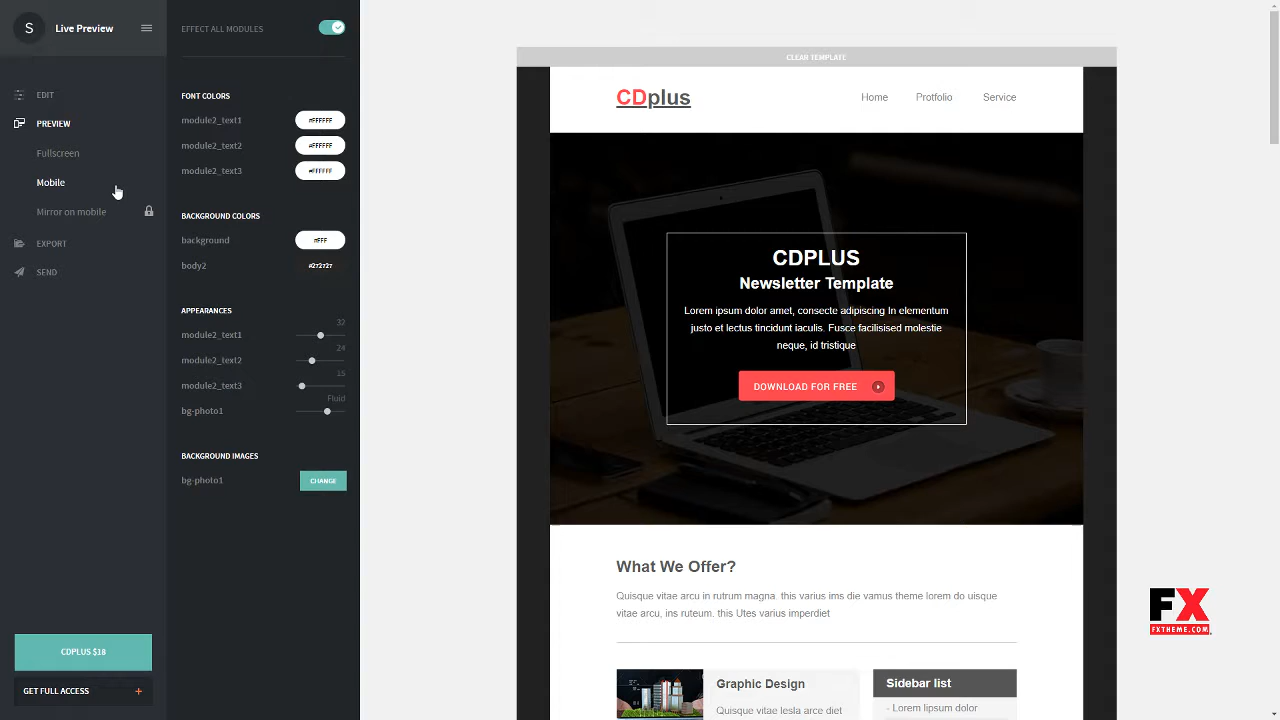 S
Live Preview
EDIT
PREVIEW
Fullscreen
Mobile
Mirror on mobile
EXPORT
SEND
CDPLUS $18
GET FULL ACCESS +
EFFECT ALL MODULES
FONT COLORS
module2_text1 #FFFFFF
module2_text2 #FFFFFF
module2_text3 #FFFFFF
BACKGROUND COLORS
background #FFF
body2 #272727
APPEARANCES
32
module2_text1
24
module2_text2
15
module2_text3
Fluid
bg-photo1
BACKGROUND IMAGES
bg-photo1 CHANGE
CLEAR TEMPLATE
CDplus
Home Protfolio Service
CDPLUS
Newsletter Template
Lorem ipsum dolor amet, consecte adipiscing In elementum
justo et lectus tincidunt iaculis. Fusce facilisised molestie
neque, id tristique
DOWNLOAD FOR FREE
What We Offer?
Quisque vitae arcu in rutrum magna. this varius ims die vamus theme lorem do uisque
vitae arcu, ins ruteum. this Utes varius imperdiet
Graphic Design
Quisque vitae lesla arce diet
Sidebar list
- Lorem lipsum dolor
FX
FXTHEME.COM